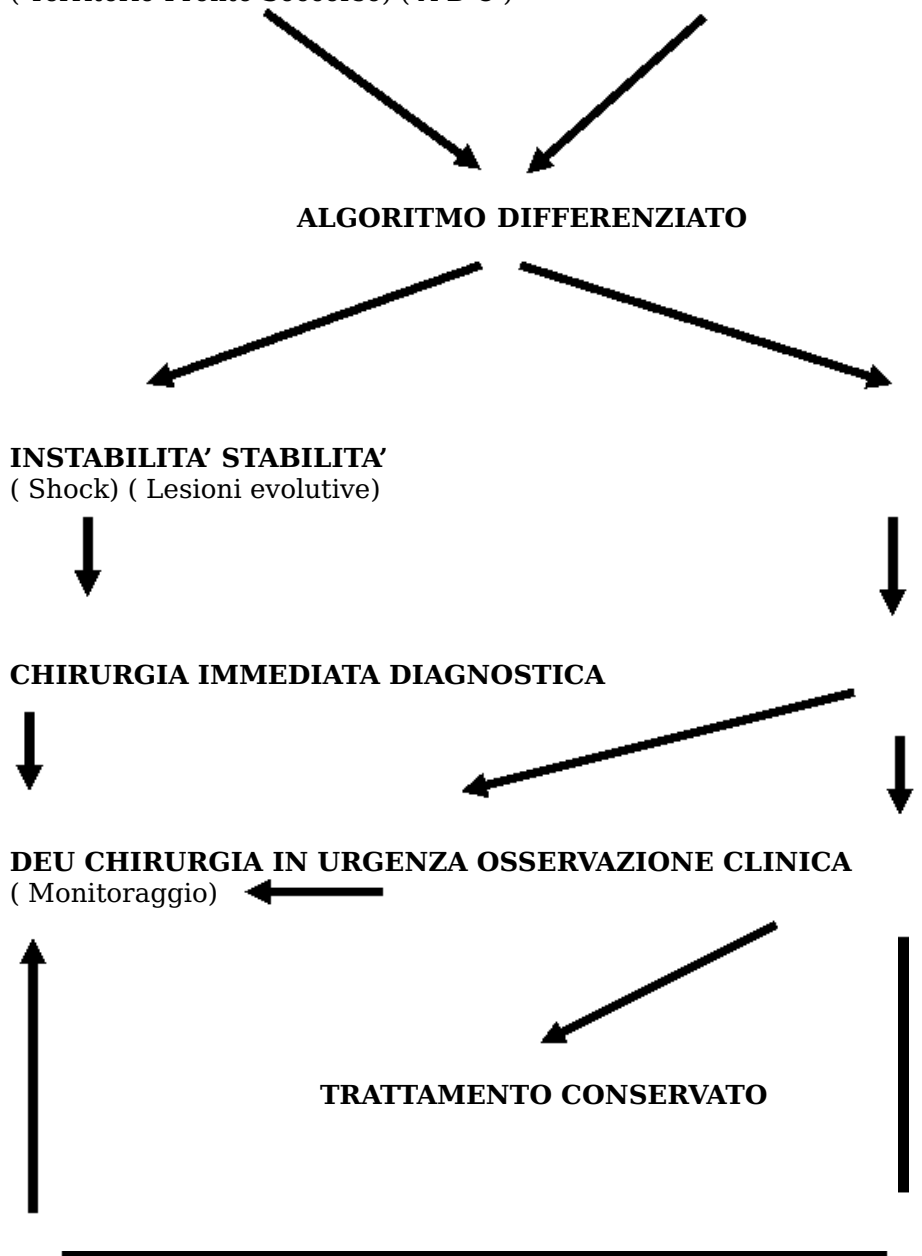 ALGORITMO DIFFERENZIATO
INSTABILITA’ STABILITA’
( Shock) ( Lesioni evolutive)
CHIRURGIA IMMEDIATA DIAGNOSTICA
DEU CHIRURGIA IN URGENZA OSSERVAZIONE CLINICA
( Monitoraggio)
TRATTAMENTO CONSERVATO